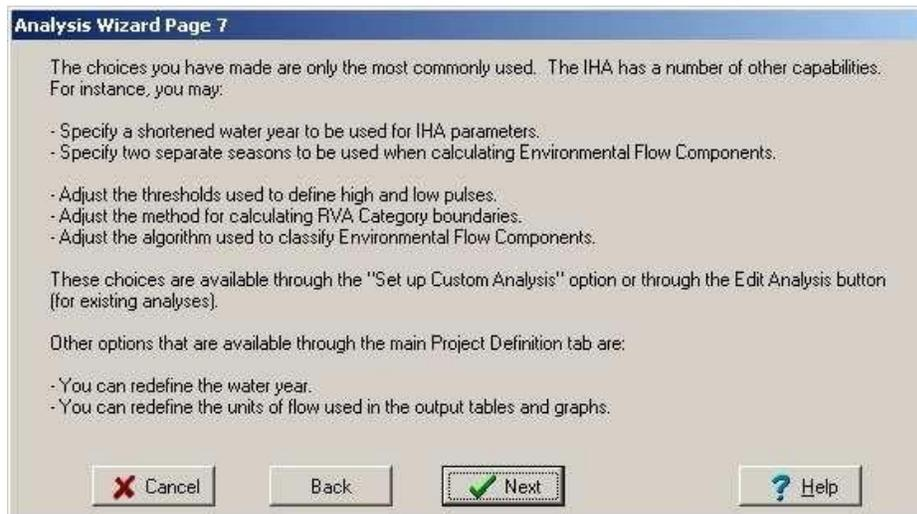 Analysis Wizard Page 7
The choices you have made are only the most commonly used. The IHA has a number of other capabilities.
For instance, you may:
- Specify a shortened water year to be used for IHA parameters.
- Specify two separate seasons to be used when calculating Environmental Flow Components.
- Adjust the thresholds used to define high and low pulses.
- Adjust the method for calculating RVA Category boundaries.
- Adjust the algorithm used to classify Environmental Flow Components.
These choices are available through the "Set up Custom Analysis" option or through the Edit Analysis button
(for existing analyses).
Other options that are available through the main Project Definition tab are:
- You can redefine the water year.
- You can redefine the units of flow used in the output tables and graphs.
Cancel Back Next Help